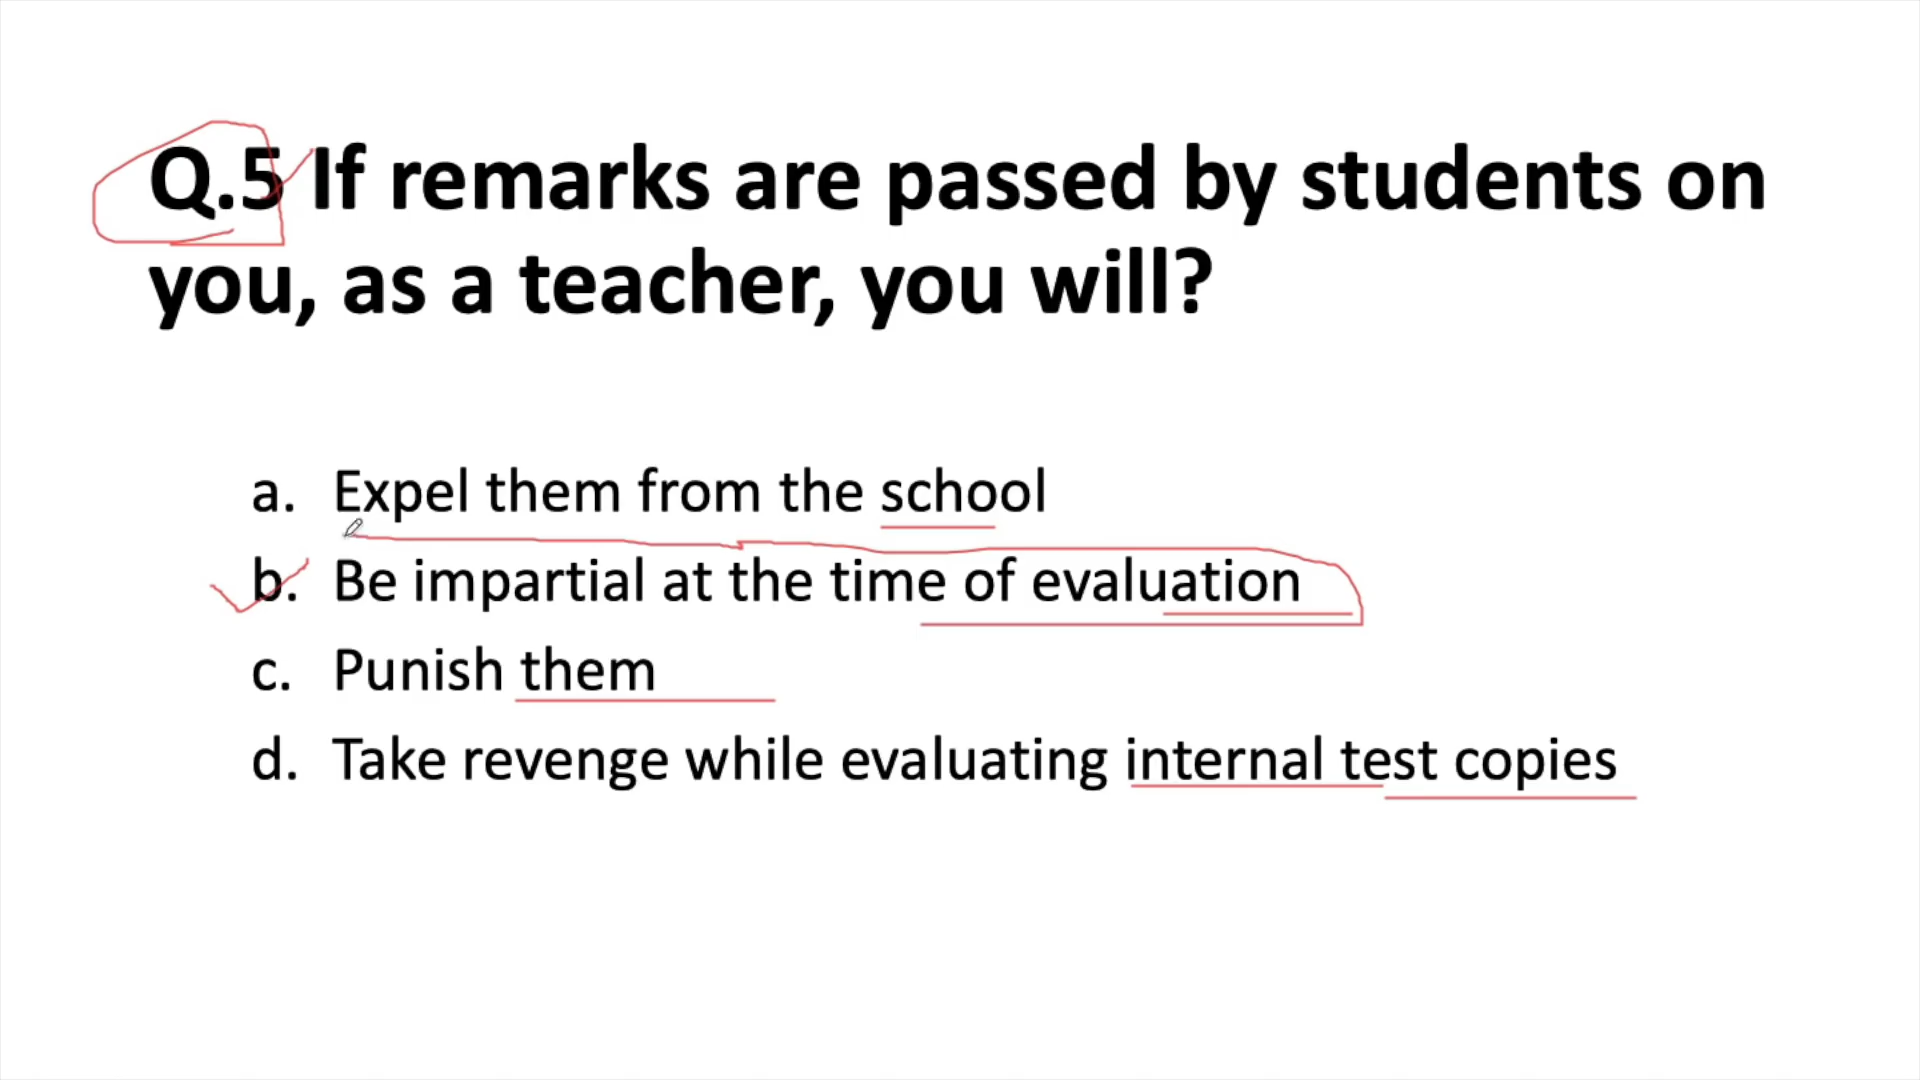 Q.5 If remarks are passed by students on
you, as a teacher, you will?
a. Expel them from the school
b. Be impartial at the time of evaluation
c. Punish them
d. Take revenge while evaluating internal test copies